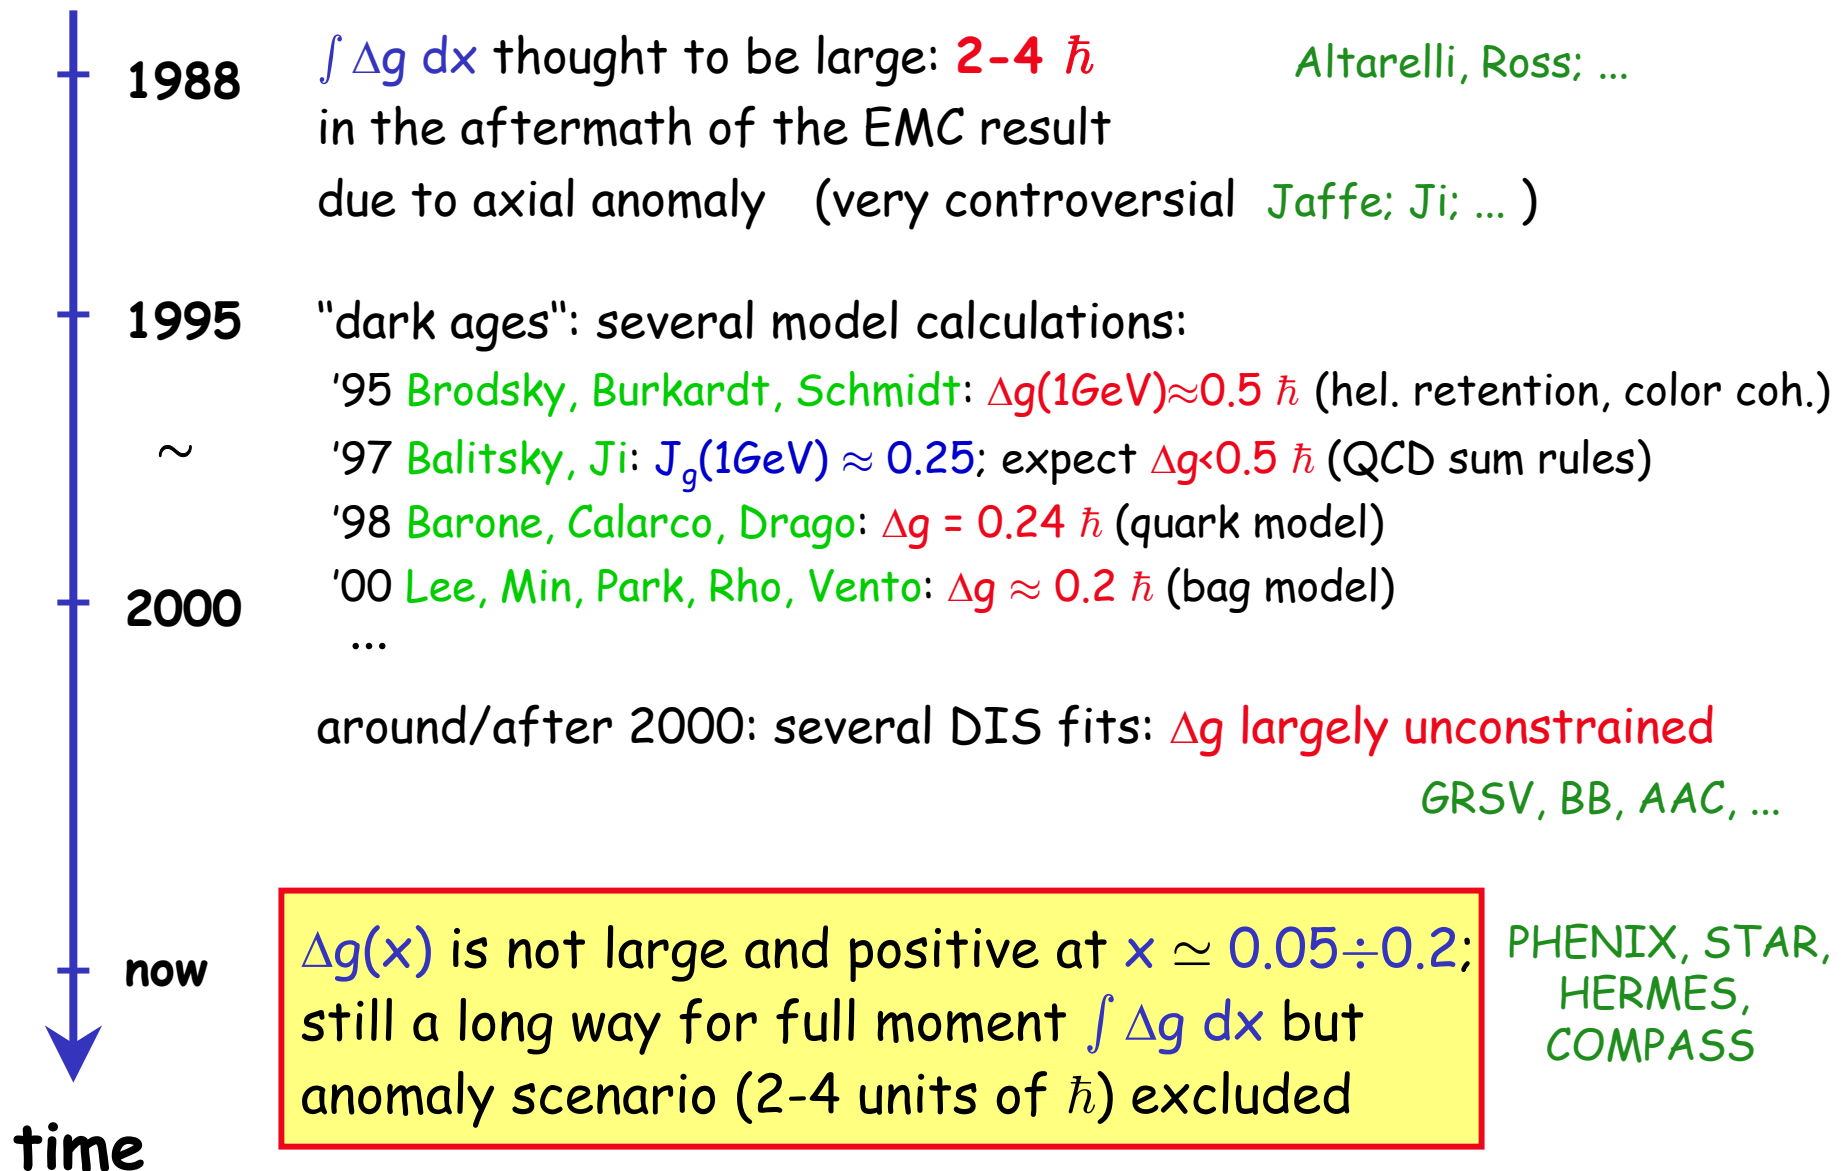 1988 ∫ Δg dx thought to be large: 2-4 ℏ Altarelli, Ross; ...
in the aftermath of the EMC result
due to axial anomaly (very controversial Jaffe; Ji; ... )
1995 "dark ages": several model calculations:
'95 Brodsky, Burkardt, Schmidt: Δg(1GeV)≈0.5 ℏ (hel. retention, color coh.)
~ '97 Balitsky, Ji: J_g(1GeV) ≈ 0.25; expect Δg<0.5 ℏ (QCD sum rules)
'98 Barone, Calarco, Drago: Δg = 0.24 ℏ (quark model)
2000 '00 Lee, Min, Park, Rho, Vento: Δg ≈ 0.2 ℏ (bag model)
...
around/after 2000: several DIS fits: Δg largely unconstrained
GRSV, BB, AAC, ...
now Δg(x) is not large and positive at x ≃ 0.05÷0.2; PHENIX, STAR,
still a long way for full moment ∫ Δg dx but HERMES,
anomaly scenario (2-4 units of ℏ) excluded COMPASS
time